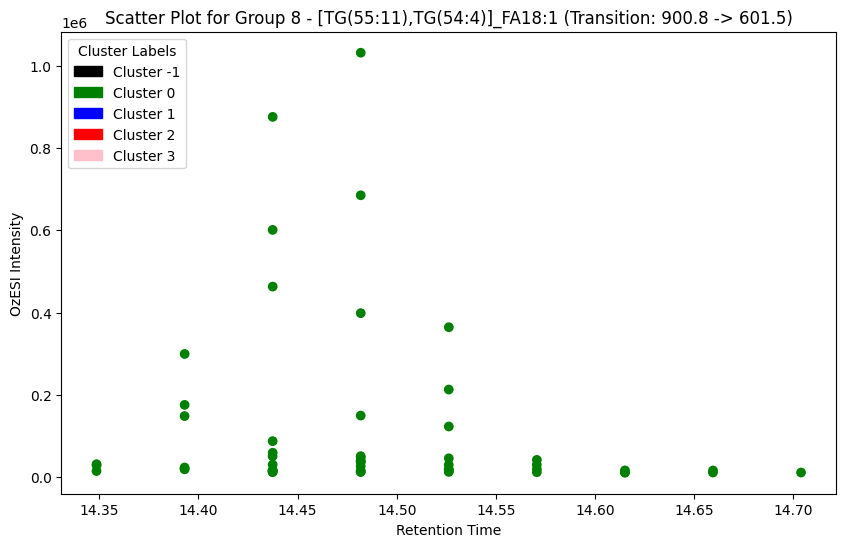 Scatter Plot for Group 8 - [TG(55:11),TG(54:4)]_FA18:1 (Transition: 900.8 -> 601.5)
1e6
Cluster Labels
Cluster -1
Cluster 0
Cluster 1
Cluster 2
Cluster 3
1.0
0.8
0.6
0.4
0.2
0.0
OzESI Intensity
14.35 14.40 14.45 14.50 14.55 14.60 14.65 14.70
Retention Time